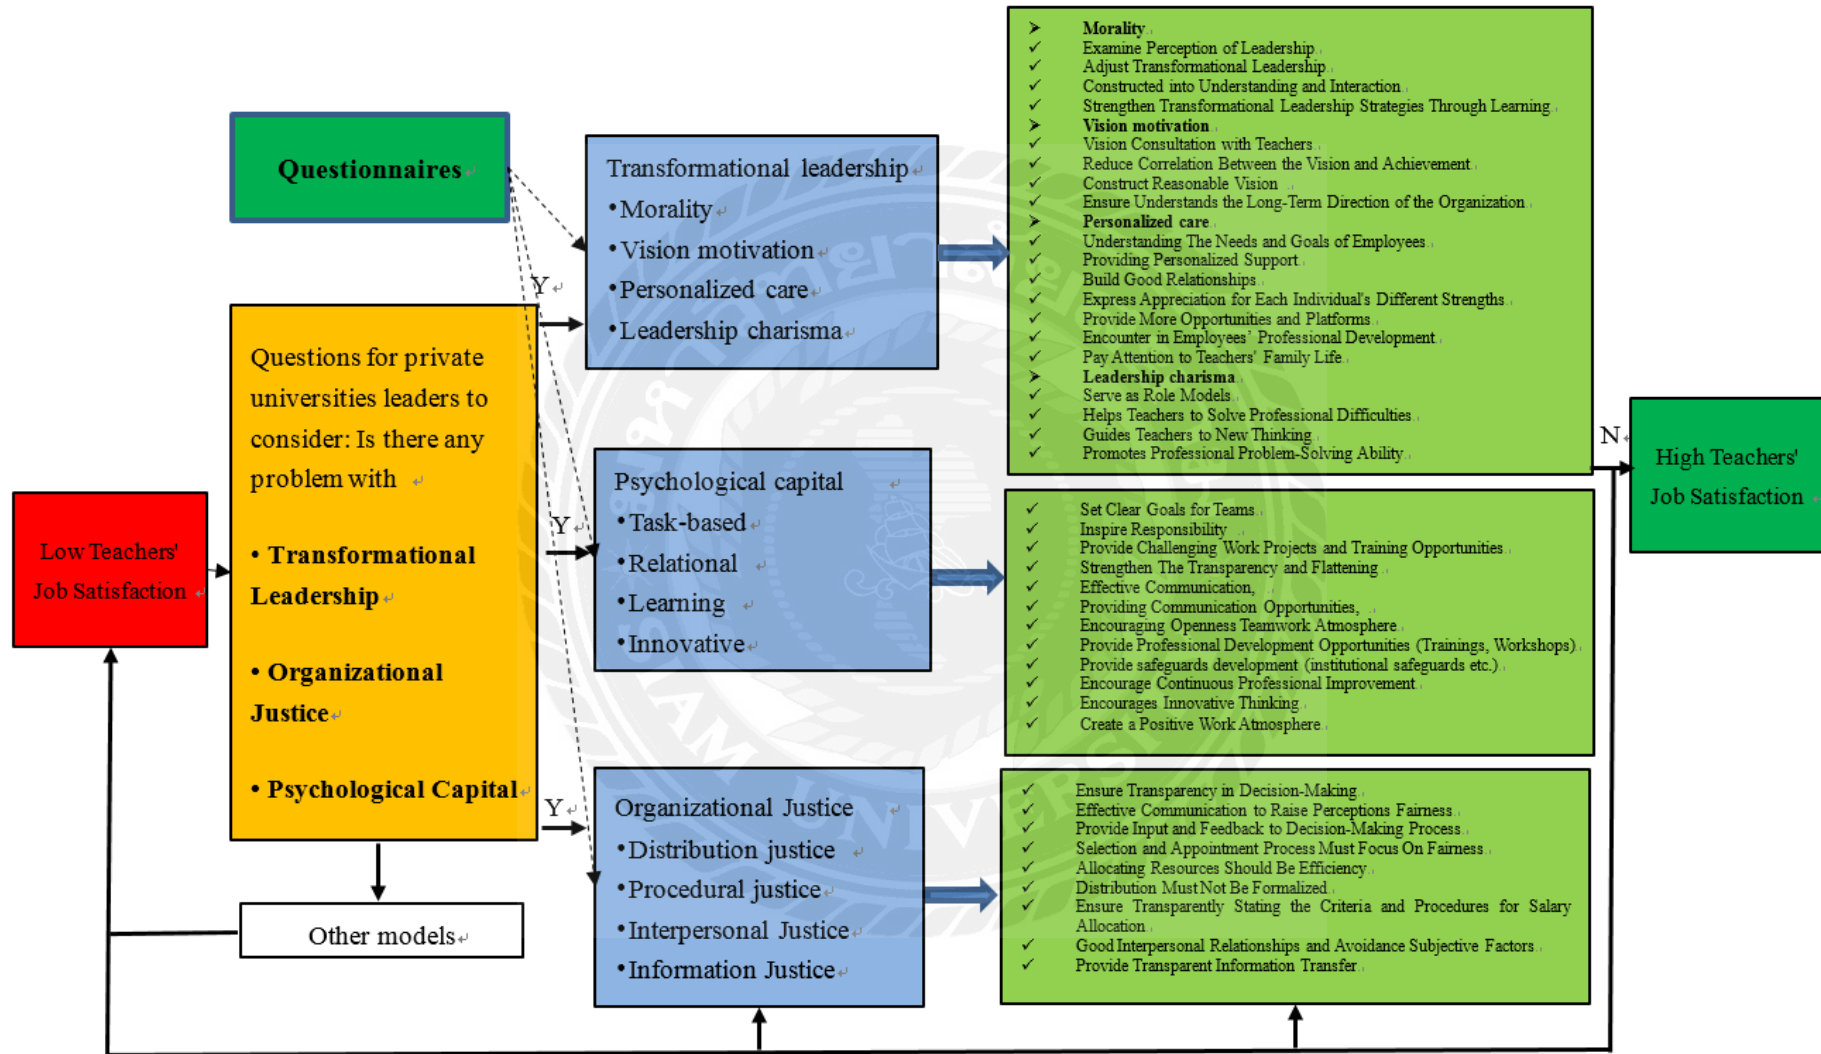 Questionnaires
Low Teachers'
Job Satisfaction
Questions for private
universities leaders to
consider: Is there any
problem with
• Transformational
Leadership
• Organizational
Justice
• Psychological Capital
Other models
Y
Y
Y
Transformational leadership
•Morality
•Vision motivation
•Personalized care
•Leadership charisma
Psychological capital
•Task-based
•Relational
•Learning
•Innovative
Organizational Justice
•Distribution justice
•Procedural justice
•Interpersonal Justice
•Information Justice
➢ Morality
✓ Examine Perception of Leadership
✓ Adjust Transformational Leadership
✓ Constructed into Understanding and Interaction
✓ Strengthen Transformational Leadership Strategies Through Learning
➢ Vision motivation
✓ Vision Consultation with Teachers
✓ Reduce Correlation Between the Vision and Achievement
✓ Construct Reasonable Vision
✓ Ensure Understands the Long-Term Direction of the Organization
➢ Personalized care
✓ Understanding The Needs and Goals of Employees
✓ Providing Personalized Support
✓ Build Good Relationships
✓ Express Appreciation for Each Individual's Different Strengths
✓ Provide More Opportunities and Platforms
✓ Encounter in Employees’ Professional Development
✓ Pay Attention to Teachers' Family Life
➢ Leadership charisma
✓ Serve as Role Models
✓ Helps Teachers to Solve Professional Difficulties
✓ Guides Teachers to New Thinking
✓ Promotes Professional Problem-Solving Ability
✓ Set Clear Goals for Teams
✓ Inspire Responsibility
✓ Provide Challenging Work Projects and Training Opportunities
✓ Strengthen The Transparency and Flattening
✓ Effective Communication,
✓ Providing Communication Opportunities,
✓ Encouraging Openness Teamwork Atmosphere
✓ Provide Professional Development Opportunities (Trainings, Workshops)
✓ Provide safeguards development (institutional safeguards etc.)
✓ Encourage Continuous Professional Improvement
✓ Encourages Innovative Thinking
✓ Create a Positive Work Atmosphere
✓ Ensure Transparency in Decision-Making
✓ Effective Communication to Raise Perceptions Fairness
✓ Provide Input and Feedback to Decision-Making Process
✓ Selection and Appointment Process Must Focus On Fairness
✓ Allocating Resources Should Be Efficiency
✓ Distribution Must Not Be Formalized
✓ Ensure Transparently Stating the Criteria and Procedures for Salary
Allocation
✓ Good Interpersonal Relationships and Avoidance Subjective Factors
✓ Provide Transparent Information Transfer
N
High Teachers'
Job Satisfaction
SIAM UNIVERSITY